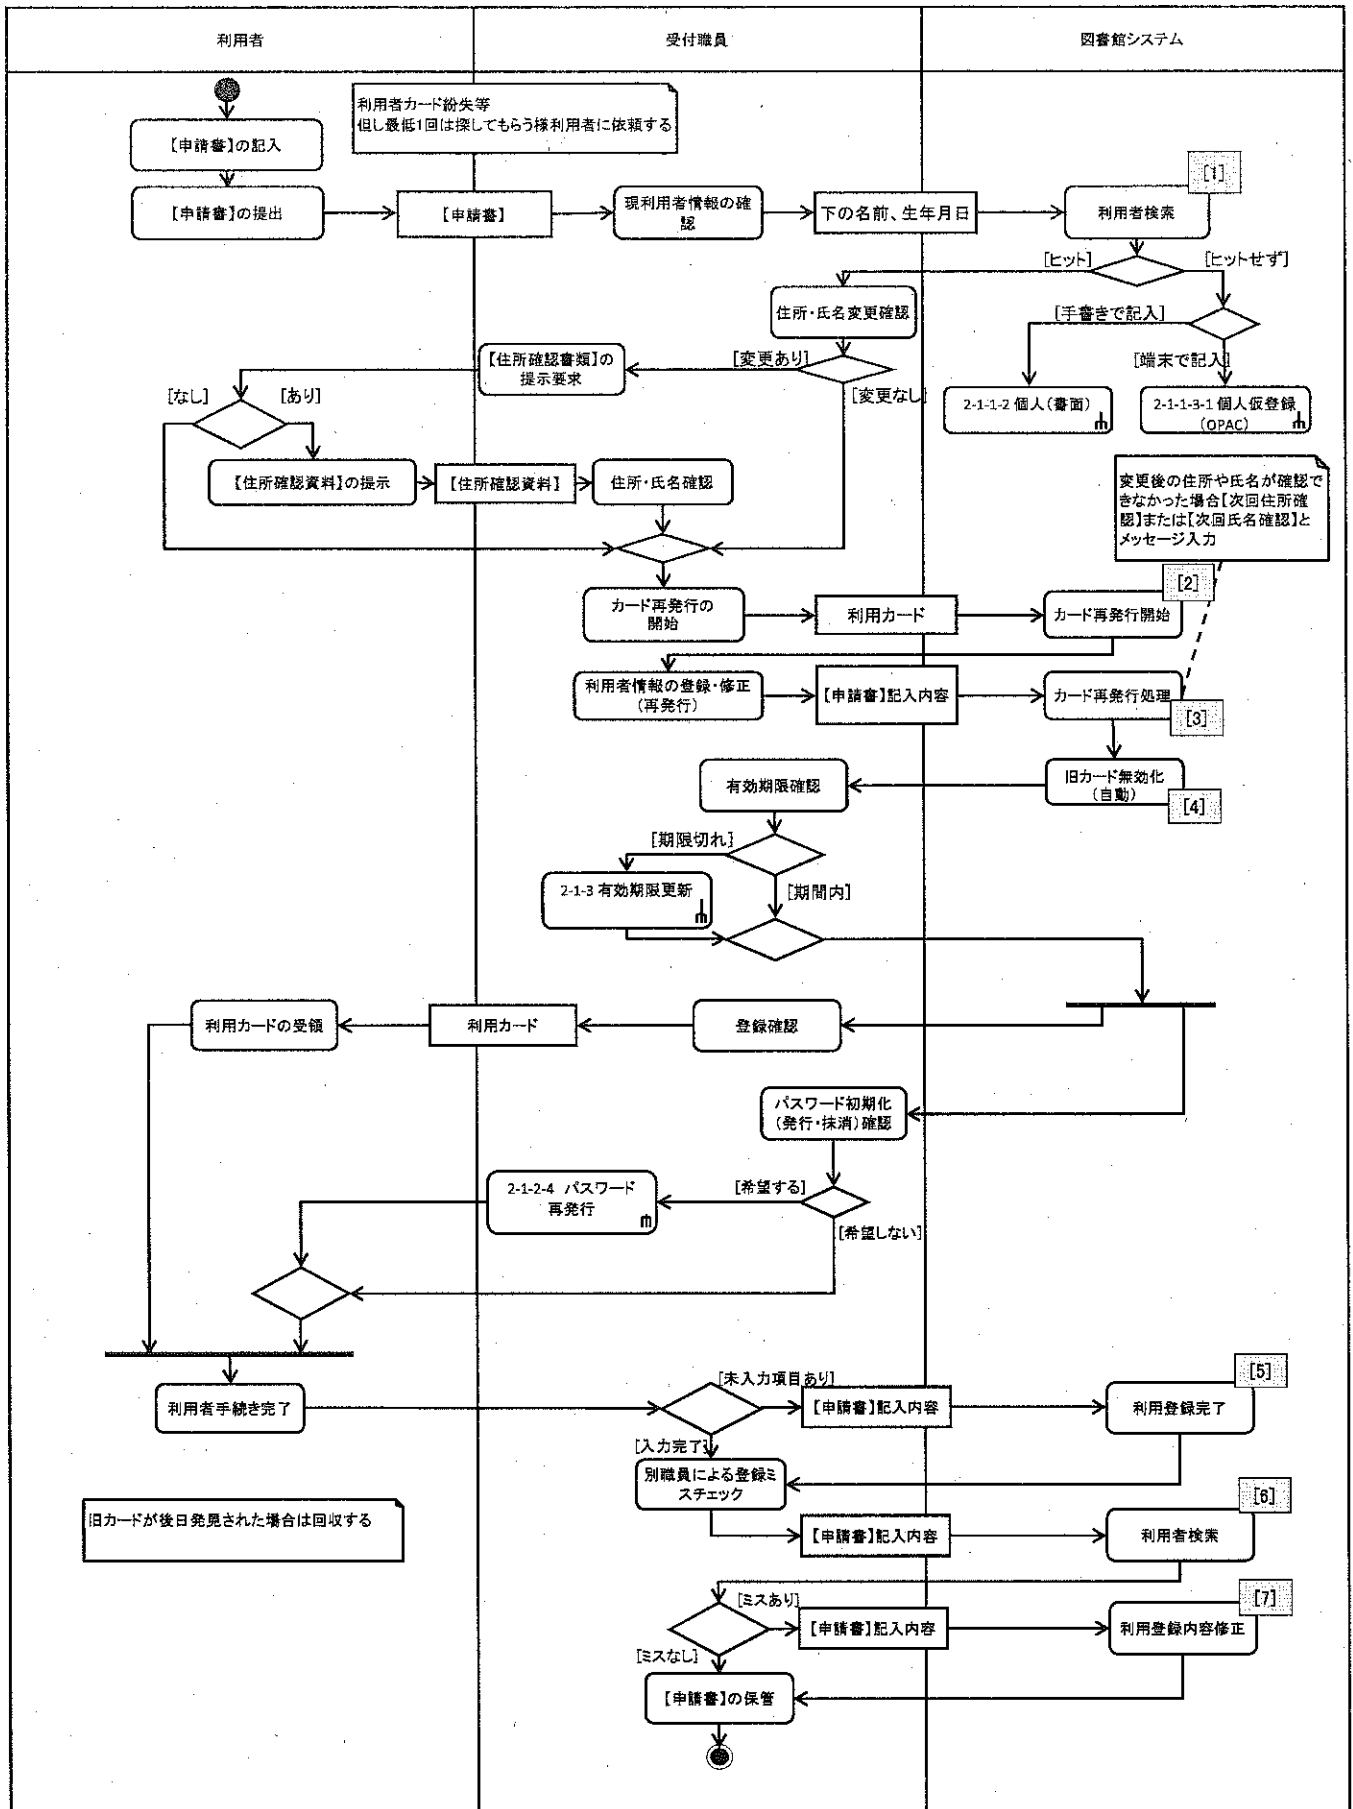 利用者
受付職員
図書館システム
利用者カード紛失等
但し最低1回は探してもらう様利用者に依頼する
【申請書】の記入
[1]
【申請書】の提出
【申請書】
現利用者情報の確
認
下の名前、生年月日
利用者検索
[ヒット]
[ヒットせず]
住所・氏名変更確認
[手書きで記入]
[端末で記入]
【住所確認書類】の
提示要求
[変更あり]
[変更なし]
[なし]
[あり]
2-1-1-2 個人(書面)
2-1-1-3-1 個人仮登録
(OPAC)
【住所確認資料】の提示
【住所確認資料】
住所・氏名確認
変更後の住所や氏名が確認で
きなかった場合【次回住所確
認】または【次回氏名確認】と
メッセージ入力
[2]
カード再発行の
開始
利用カード
カード再発行開始
利用者情報の登録・修正
(再発行)
【申請書】記入内容
カード再発行処理
[3]
有効期限確認
旧カード無効化
(自動)
[4]
[期限切れ]
2-1-3 有効期限更新
[期間内]
利用カードの受領
利用カード
登録確認
パスワード初期化
(発行・抹消)確認
2-1-2-4 パスワード
再発行
[希望する]
[希望しない]
[5]
利用者手続き完了
[未入力項目あり]
【申請書】記入内容
利用登録完了
[入力完了]
別職員による登録ミ
スチェック
[6]
旧カードが後日発見された場合は回収する
【申請書】記入内容
利用者検索
[7]
[ミスあり]
【申請書】記入内容
利用登録内容修正
[ミスなし]
【申請書】の保管